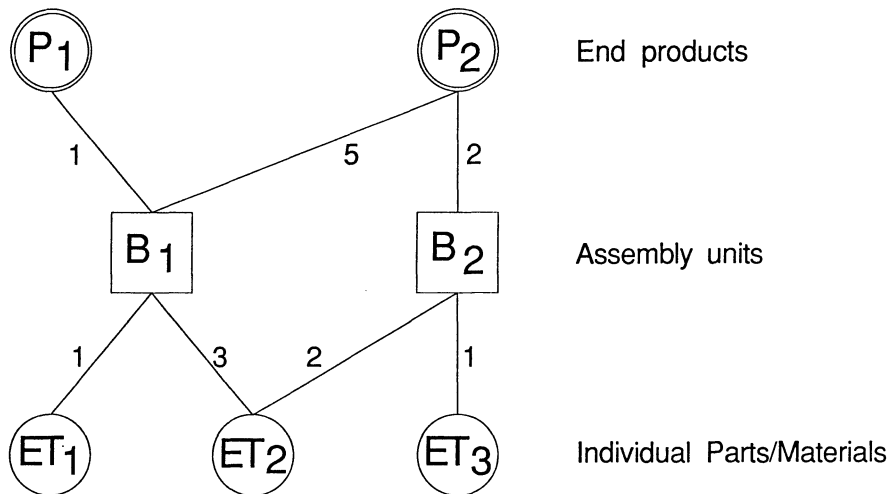 P1 P2 End products
1 5 2
B1 B2 Assembly units
1 3 2 1
ET1 ET2 ET3 Individual Parts/Materials